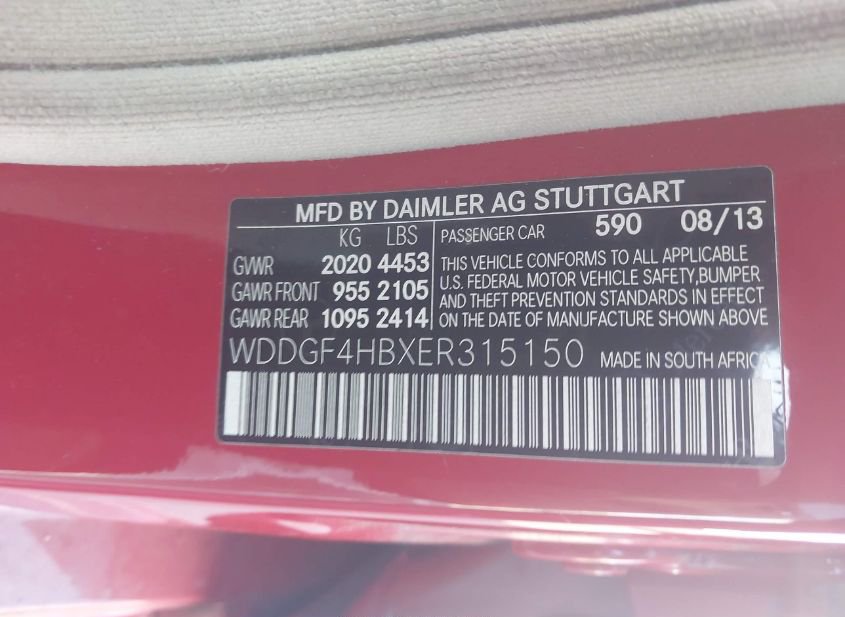 MFD BY DAIMLER AG STUTTGART
KG LBS
GVWR 2020 4453
GAWR FRONT 955 2105
GAWR REAR 1095 2414
PASSENGER CAR 590 08/13
THIS VEHICLE CONFORMS TO ALL APPLICABLE
U.S. FEDERAL MOTOR VEHICLE SAFETY,BUMPER
AND THEFT PREVENTION STANDARDS IN EFFECT
ON THE DATE OF MANUFACTURE SHOWN ABOVE
WDDGF4HBXER315150 MADE IN SOUTH AFRICA